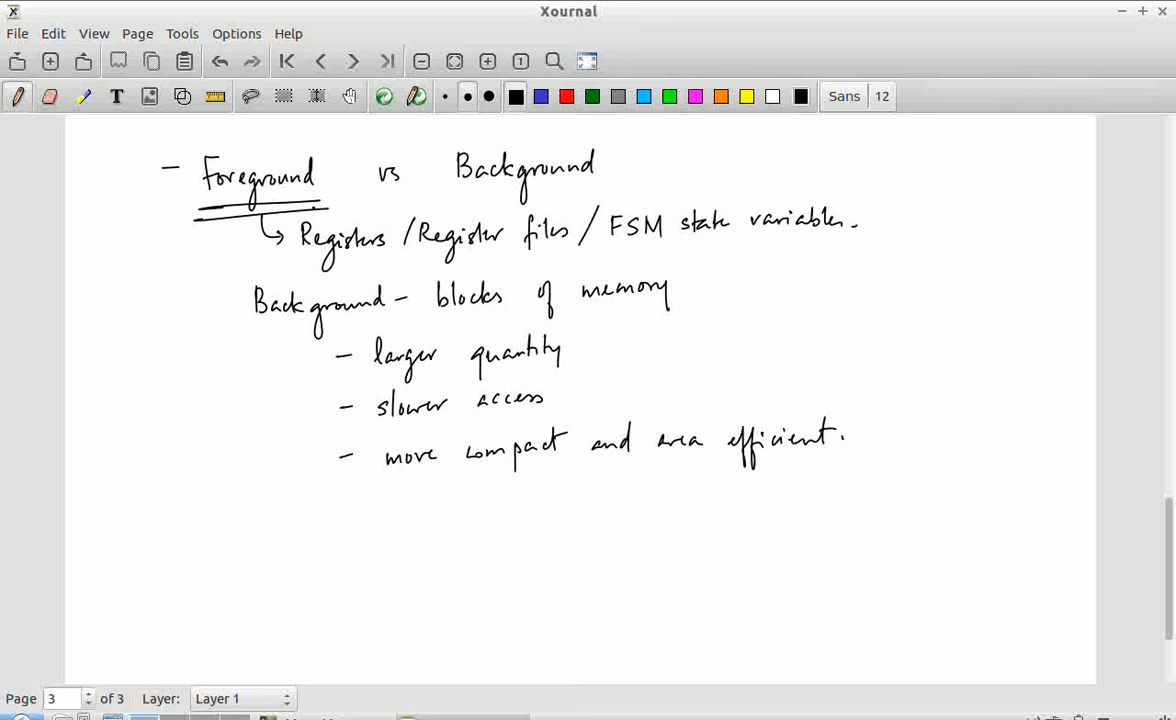 Xournal
File Edit View Page Tools Options Help
Sans 12
– Foreground vs Background
Registers / Register files / FSM state variables.
Background – blocks of memory
– larger quantity
– slower access
– more compact and area efficient.
Page 3 of 3 Layer: Layer 1